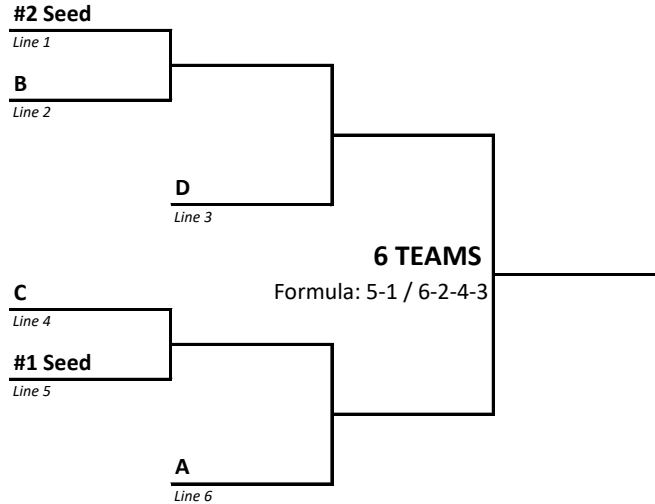 #2 Seed
Line 1
B
Line 2
D
Line 3
6 TEAMS
Formula: 5-1 / 6-2-4-3
C
Line 4
#1 Seed
Line 5
A
Line 6